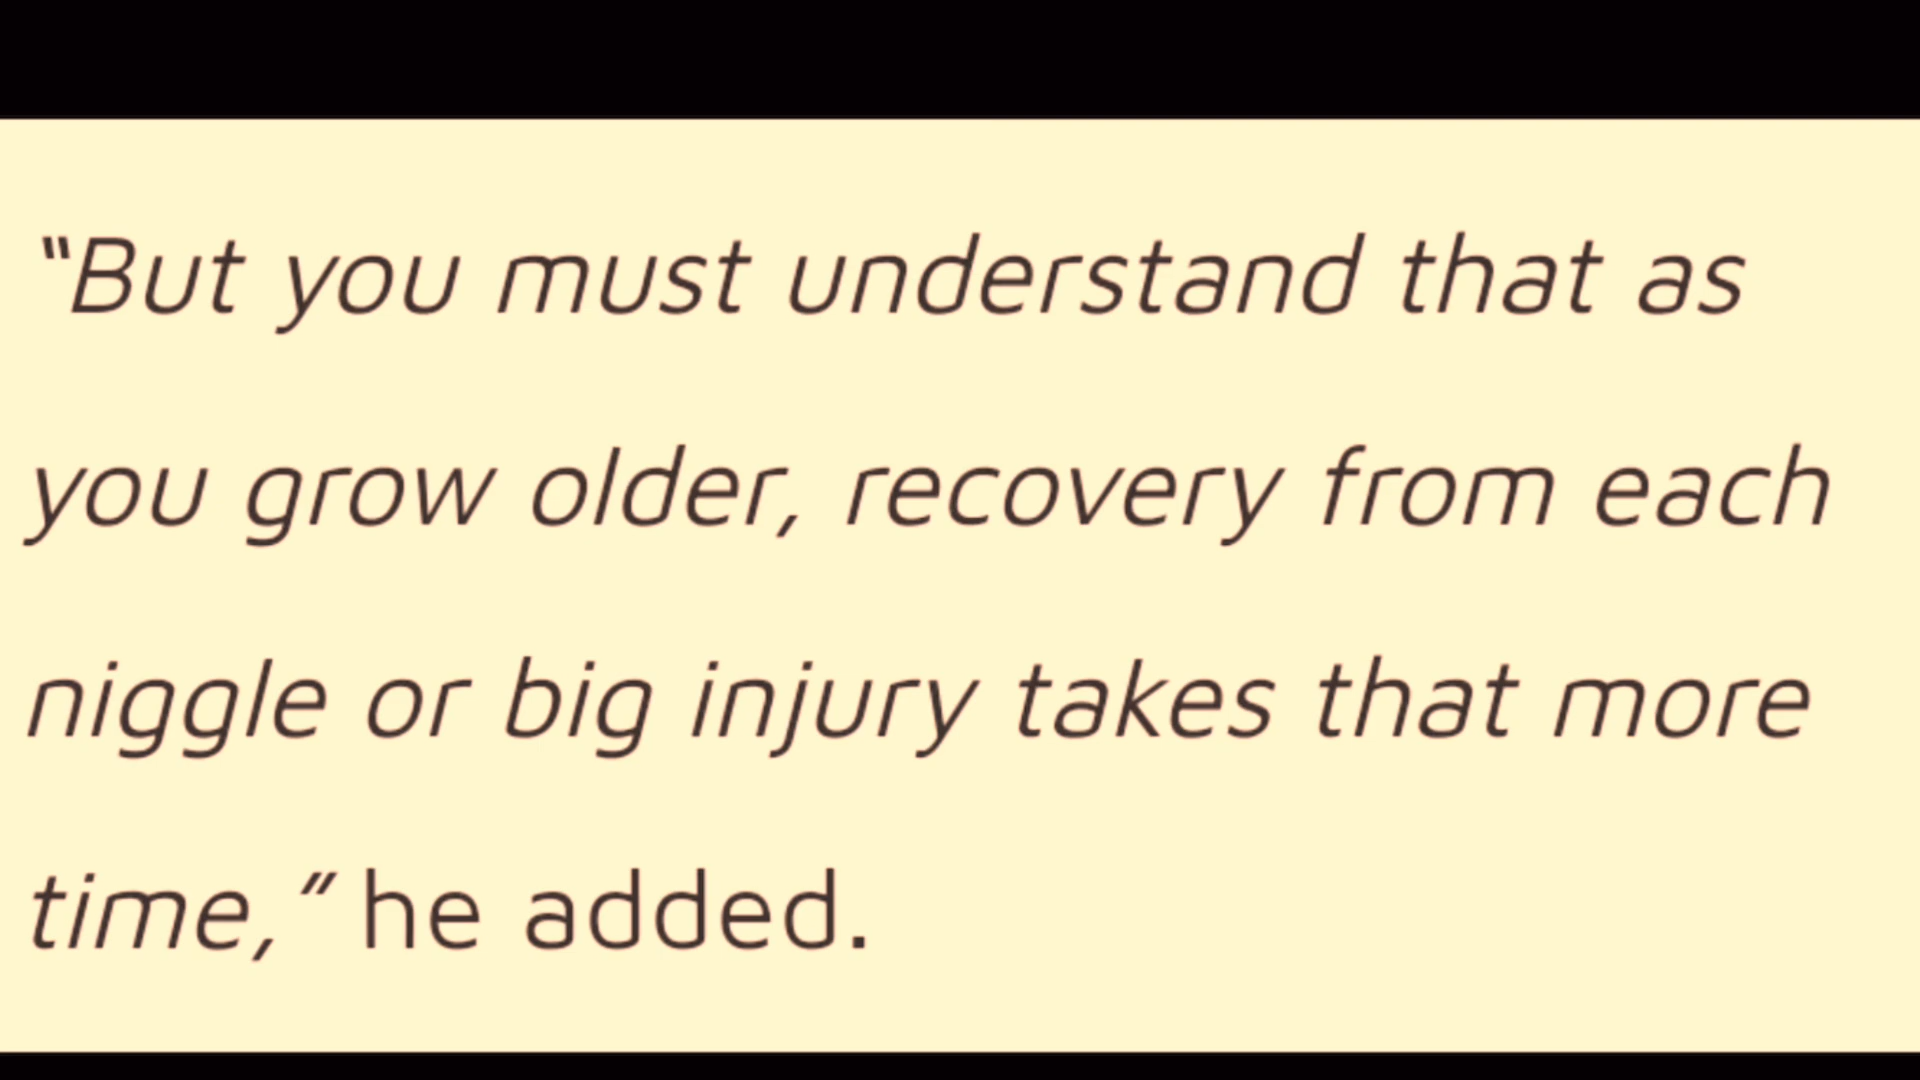 “But you must understand that as
you grow older, recovery from each
niggle or big injury takes that more
time,” he added.